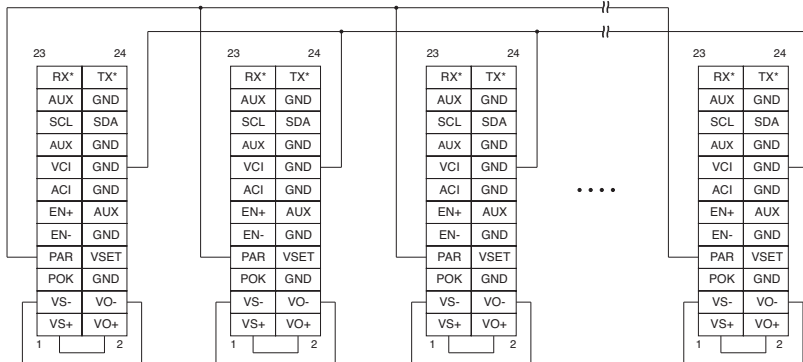 23 24 23 24 23 24 23 24
RX* TX* RX* TX* RX* TX* RX* TX*
AUX GND AUX GND AUX GND AUX GND
SCL SDA SCL SDA SCL SDA SCL SDA
AUX GND AUX GND AUX GND AUX GND
VCI GND VCI GND VCI GND VCI GND
ACI GND ACI GND ACI GND ACI GND
EN+ AUX EN+ AUX EN+ AUX EN+ AUX
EN- GND EN- GND EN- GND EN- GND
PAR VSET PAR VSET PAR VSET PAR VSET
POK GND POK GND POK GND POK GND
VS- VO- VS- VO- VS- VO- VS- VO-
VS+ VO+ VS+ VO+ VS+ VO+ VS+ VO+
1 2 1 2 1 2 1 2